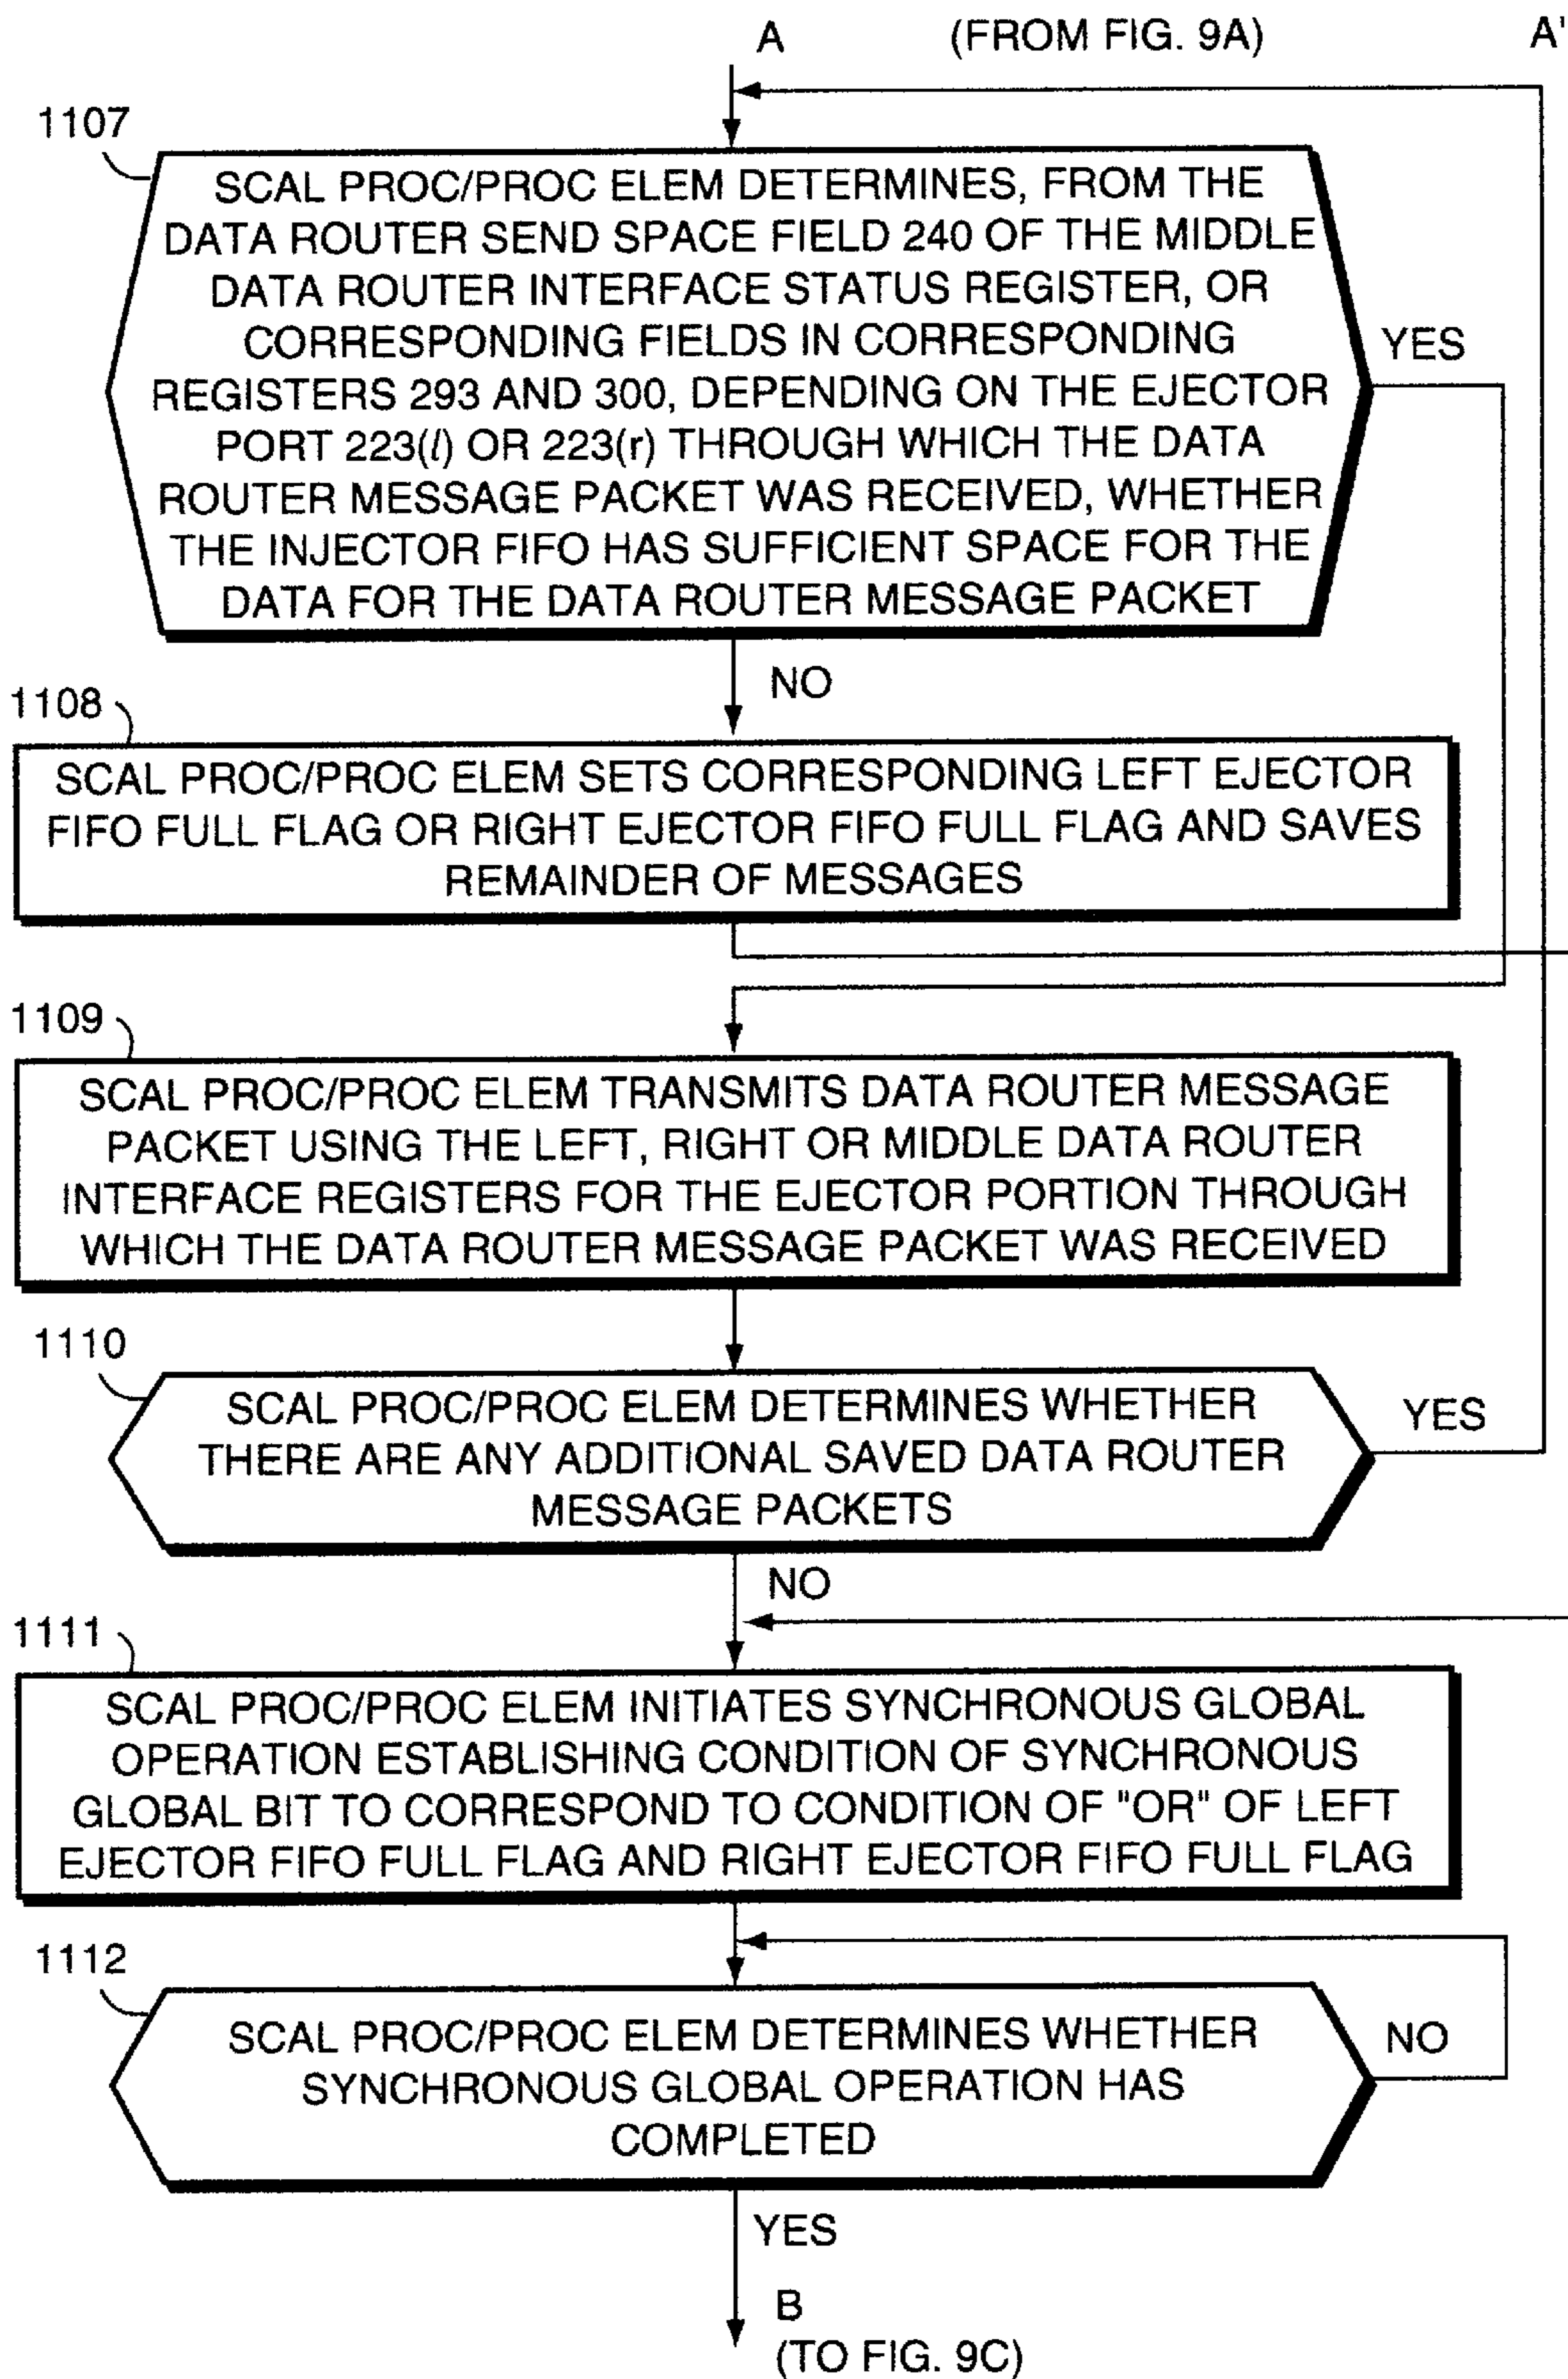 A (FROM FIG. 9A) A'
1107
SCAL PROC/PROC ELEM DETERMINES, FROM THE
DATA ROUTER SEND SPACE FIELD 240 OF THE MIDDLE
DATA ROUTER INTERFACE STATUS REGISTER, OR
CORRESPONDING FIELDS IN CORRESPONDING
REGISTERS 293 AND 300, DEPENDING ON THE EJECTOR
PORT 223(l) OR 223(r) THROUGH WHICH THE DATA
ROUTER MESSAGE PACKET WAS RECEIVED, WHETHER
THE INJECTOR FIFO HAS SUFFICIENT SPACE FOR THE
DATA FOR THE DATA ROUTER MESSAGE PACKET
YES
NO
1108
SCAL PROC/PROC ELEM SETS CORRESPONDING LEFT EJECTOR
FIFO FULL FLAG OR RIGHT EJECTOR FIFO FULL FLAG AND SAVES
REMAINDER OF MESSAGES
1109
SCAL PROC/PROC ELEM TRANSMITS DATA ROUTER MESSAGE
PACKET USING THE LEFT, RIGHT OR MIDDLE DATA ROUTER
INTERFACE REGISTERS FOR THE EJECTOR PORTION THROUGH
WHICH THE DATA ROUTER MESSAGE PACKET WAS RECEIVED
1110
SCAL PROC/PROC ELEM DETERMINES WHETHER
THERE ARE ANY ADDITIONAL SAVED DATA ROUTER
MESSAGE PACKETS
YES
NO
1111
SCAL PROC/PROC ELEM INITIATES SYNCHRONOUS GLOBAL
OPERATION ESTABLISHING CONDITION OF SYNCHRONOUS
GLOBAL BIT TO CORRESPOND TO CONDITION OF "OR" OF LEFT
EJECTOR FIFO FULL FLAG AND RIGHT EJECTOR FIFO FULL FLAG
1112
SCAL PROC/PROC ELEM DETERMINES WHETHER
SYNCHRONOUS GLOBAL OPERATION HAS
COMPLETED
NO
YES
B
(TO FIG. 9C)